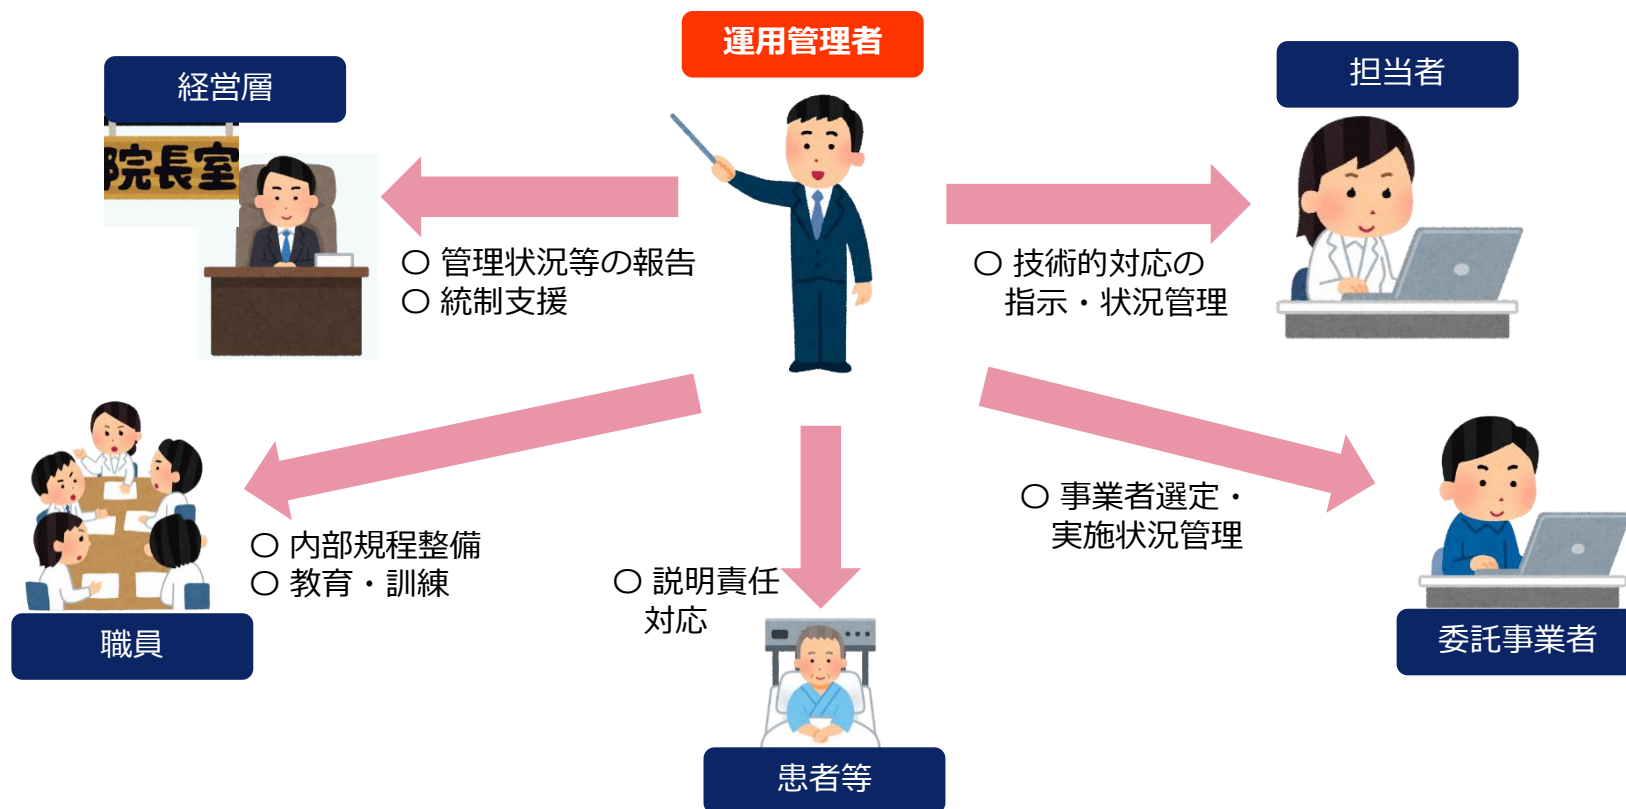 運用管理者
経営層
院長室
担当者
〇 管理状況等の報告
〇 統制支援
〇 技術的対応の
指示・状況管理
〇 内部規程整備
〇 教育・訓練
〇 説明責任
対応
〇 事業者選定・
実施状況管理
職員
患者等
委託事業者